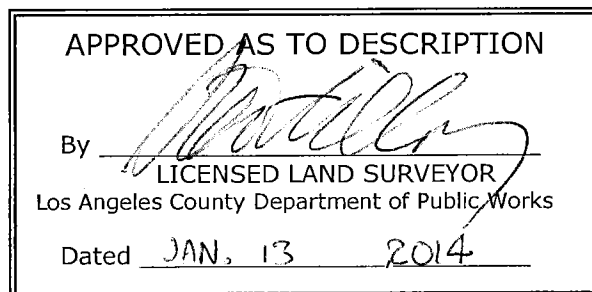 APPROVED AS TO DESCRIPTION
By
LICENSED LAND SURVEYOR
Los Angeles County Department of Public Works
Dated JAN. 13 2014